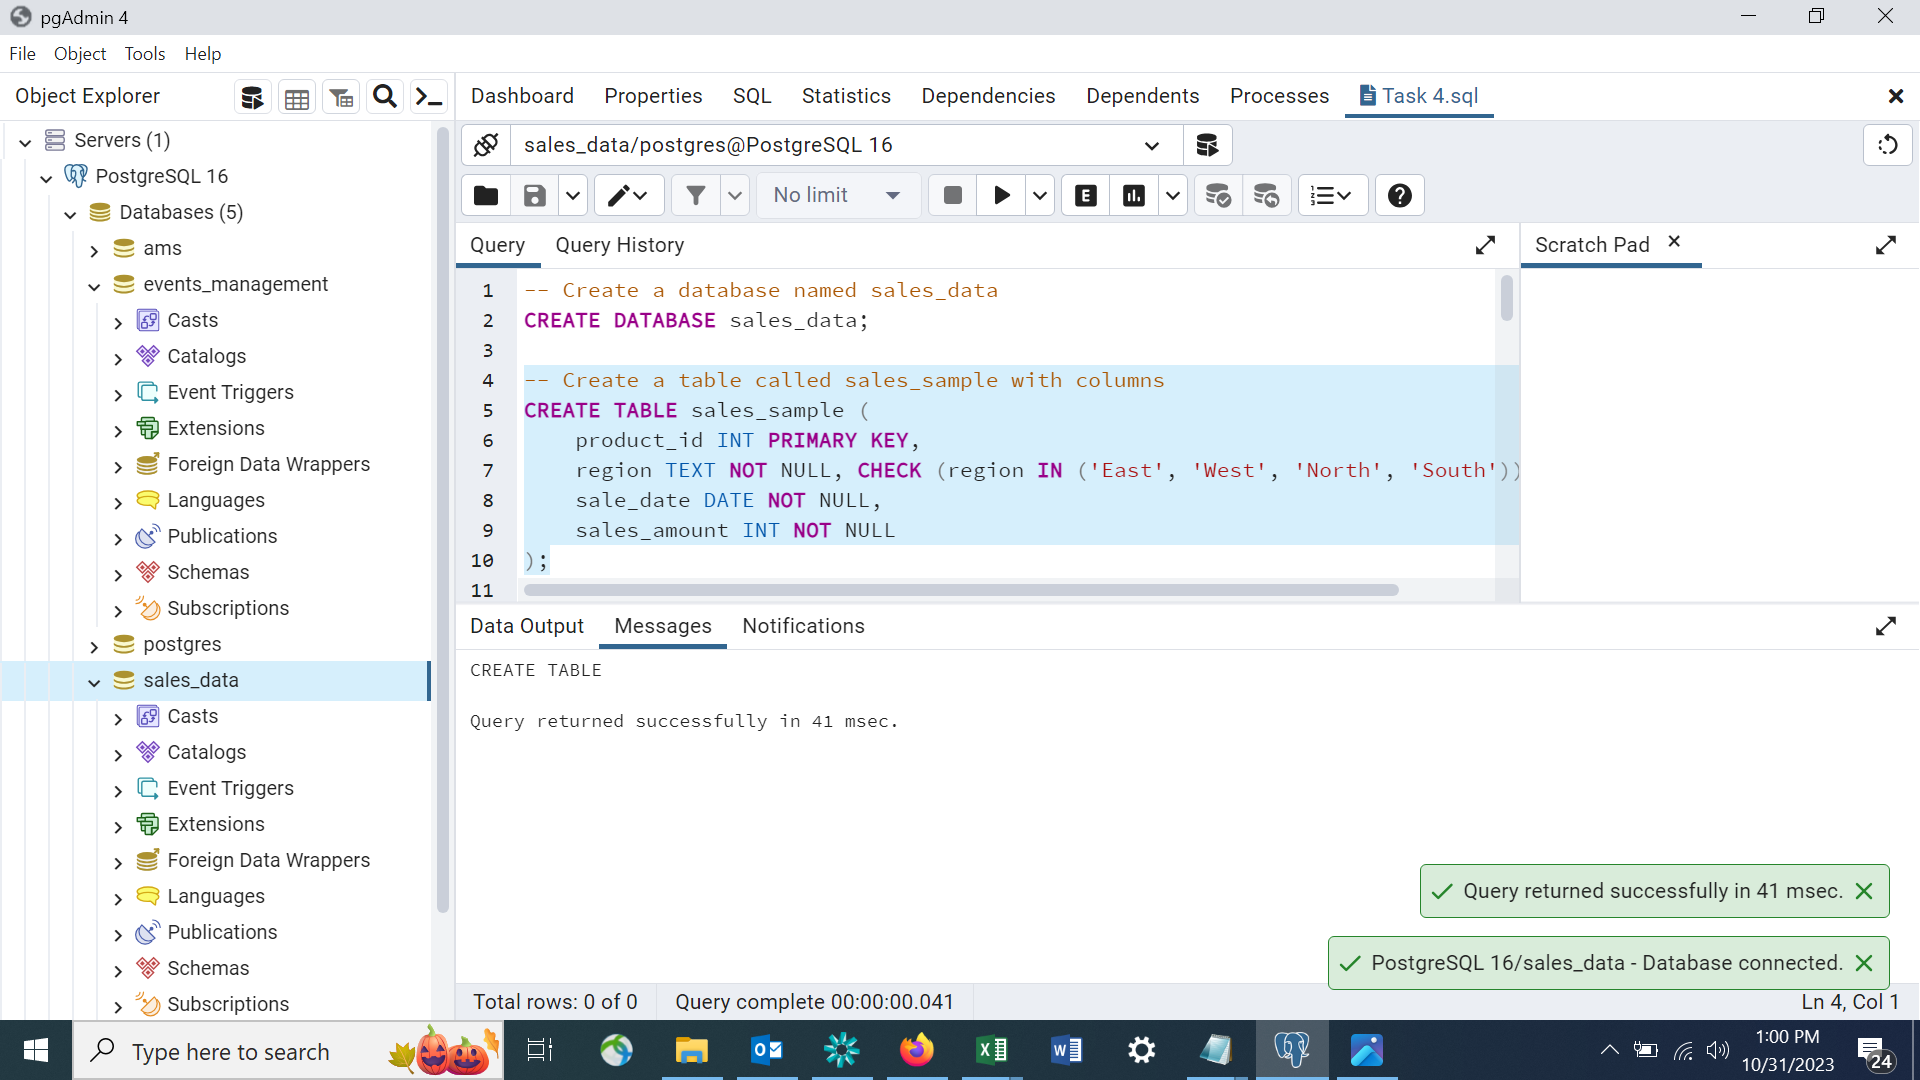 pgAdmin 4
File Object Tools Help
Object Explorer
Servers (1)
PostgreSQL 16
Databases (5)
ams
events_management
Casts
Catalogs
Event Triggers
Extensions
Foreign Data Wrappers
Languages
Publications
Schemas
Subscriptions
postgres
sales_data
Casts
Catalogs
Event Triggers
Extensions
Foreign Data Wrappers
Languages
Publications
Schemas
Subscriptions
Dashboard Properties SQL Statistics Dependencies Dependents Processes Task 4.sql
sales_data/postgres@PostgreSQL 16
No limit E
Query Query History
Scratch Pad
1 -- Create a database named sales_data
2 CREATE DATABASE sales_data;
3
4 -- Create a table called sales_sample with columns
5 CREATE TABLE sales_sample (
6 product_id INT PRIMARY KEY,
7 region TEXT NOT NULL, CHECK (region IN ('East', 'West', 'North', 'South'))
8 sale_date DATE NOT NULL,
9 sales_amount INT NOT NULL
10 );
11
Data Output Messages Notifications
CREATE TABLE
Query returned successfully in 41 msec.
Query returned successfully in 41 msec.
PostgreSQL 16/sales_data - Database connected.
Total rows: 0 of 0 Query complete 00:00:00.041 Ln 4, Col 1
Type here to search
1:00 PM
10/31/2023
24